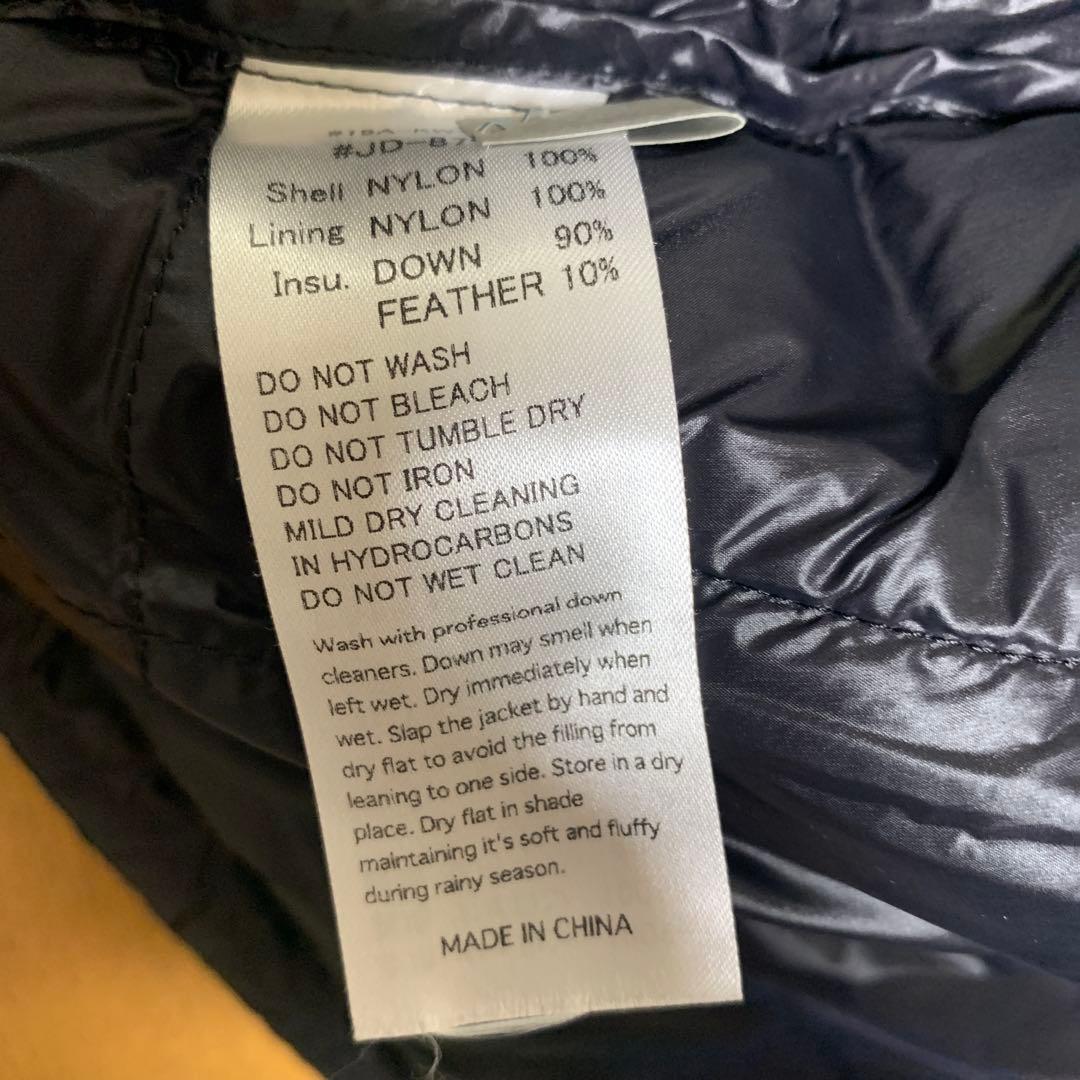 Shell NYLON 100%
Lining NYLON 100%
Insu. DOWN 90%
FEATHER 10%
DO NOT WASH
DO NOT BLEACH
DO NOT TUMBLE DRY
DO NOT IRON
MILD DRY CLEANING
IN HYDROCARBONS
DO NOT WET CLEAN
Wash with professional down
cleaners. Down may smell when
left wet. Dry immediately when
wet. Slap the jacket by hand and
dry flat to avoid the filling from
leaning to one side. Store in a dry
place. Dry flat in shade
maintaining it's soft and fluffy
during rainy season.
MADE IN CHINA